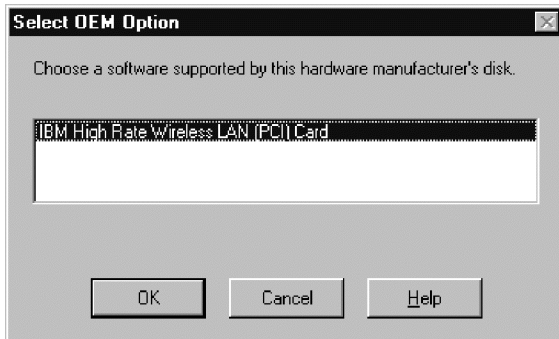 Select OEM Option
Choose a software supported by this hardware manufacturer's disk.
IBM High Rate Wireless LAN (PCI) Card
OK
Cancel
Help